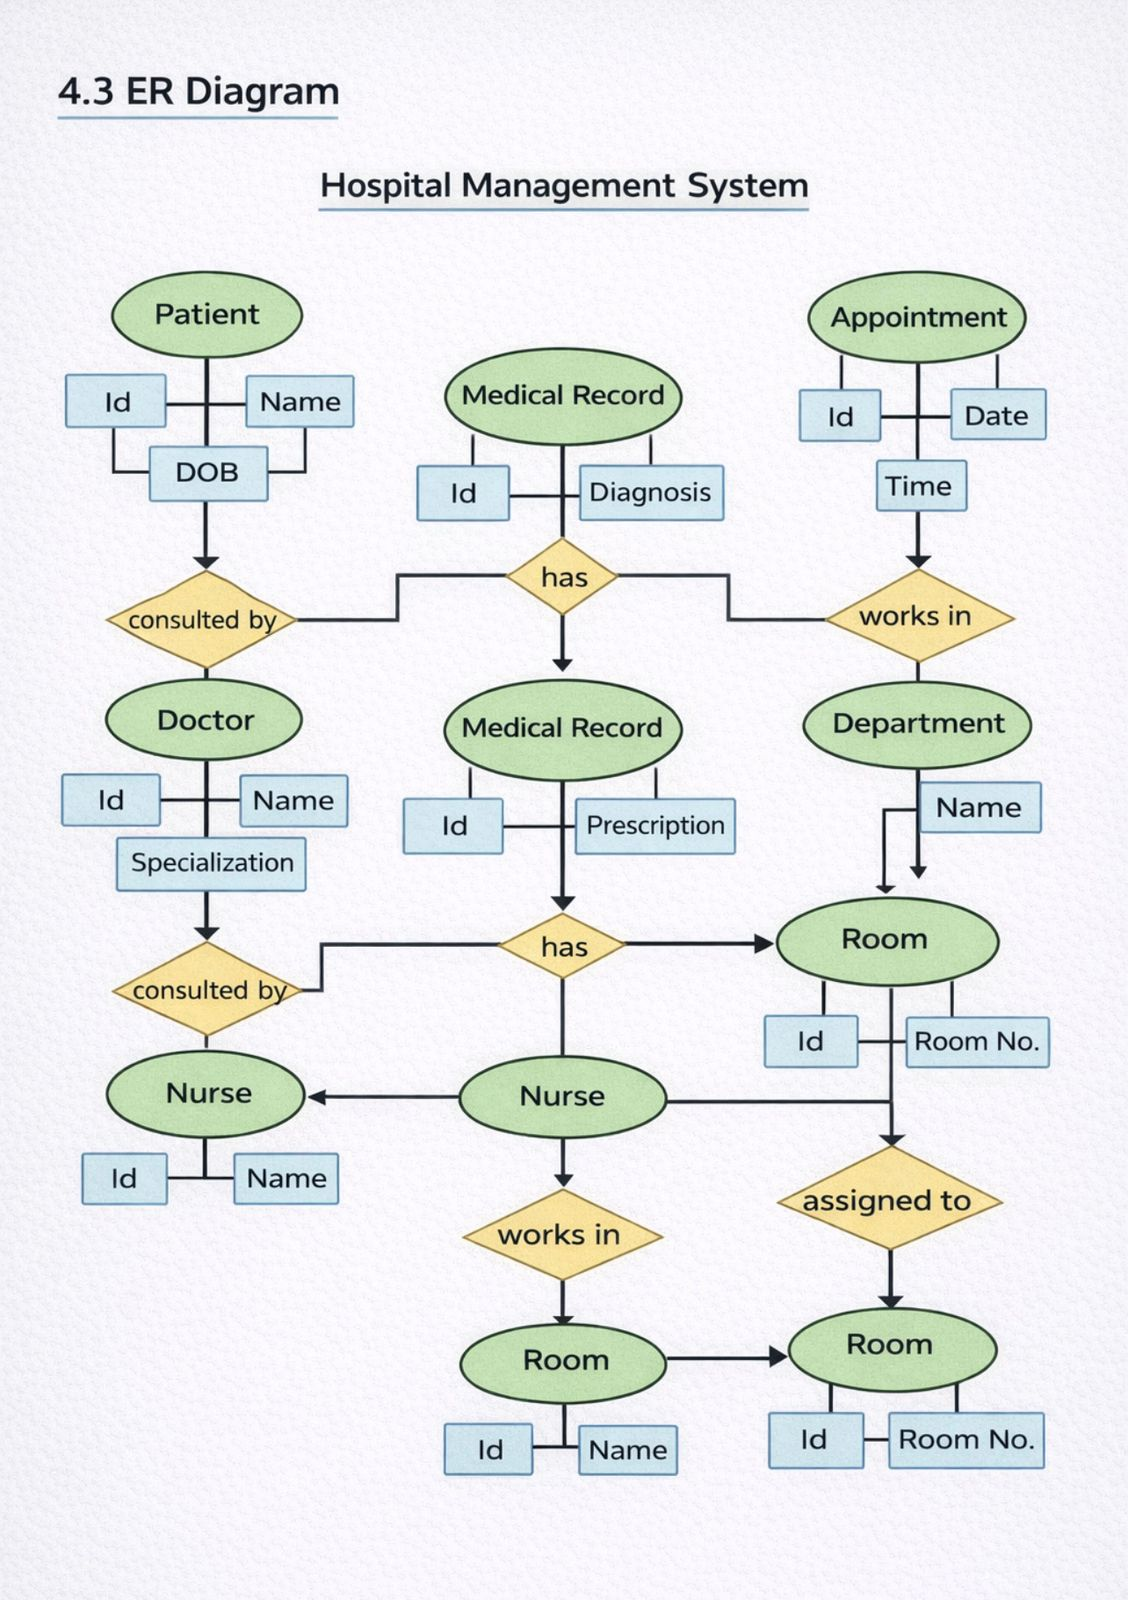 4.3 ER Diagram
Hospital Management System
Patient
Appointment
Medical Record
Id
Name
Id
Date
DOB
Id
Diagnosis
Time
has
consulted by
works in
Doctor
Medical Record
Department
Id
Name
Id
Prescription
Name
Specialization
Room
has
consulted by
Id
Room No.
Nurse
Nurse
Id
Name
assigned to
works in
Room
Room
Id
Name
Id
Room No.